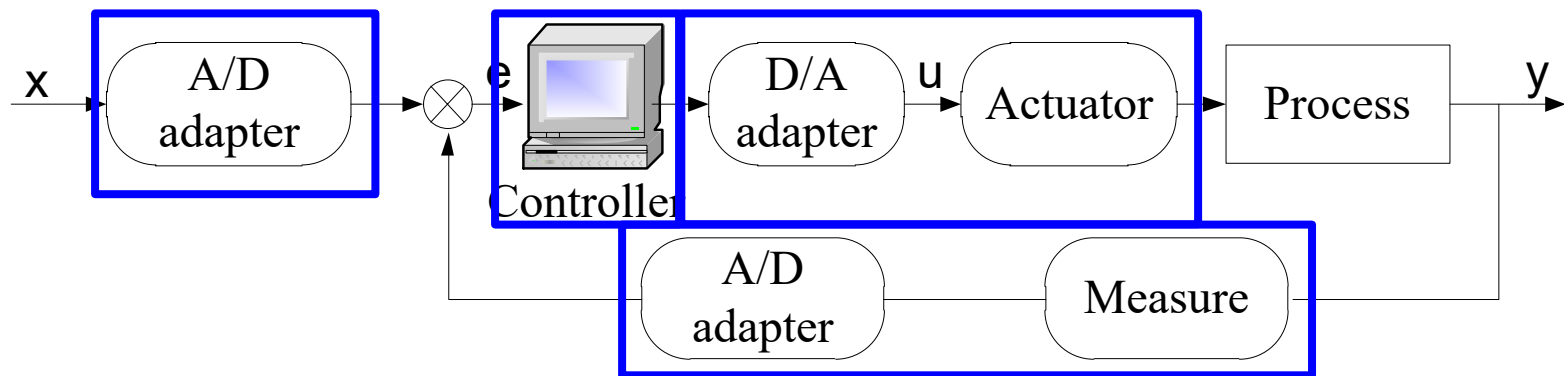 x
A/D
adapter
e
Controller
D/A
adapter
u
Actuator
Process
y
A/D
adapter
Measure